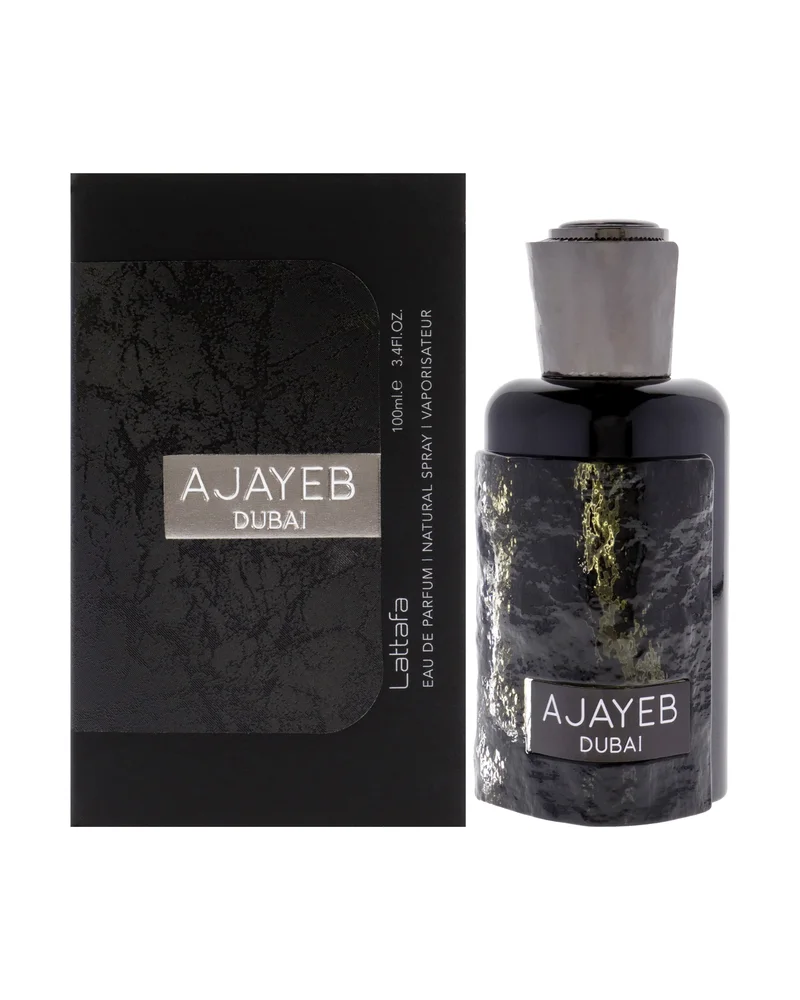 AJAYEB
DUBAI
Lattafa
100ml.e 3.4Fl.OZ.
EAU DE PARFUM | NATURAL SPRAY | VAPORISATEUR
AJAYEB
DUBAI